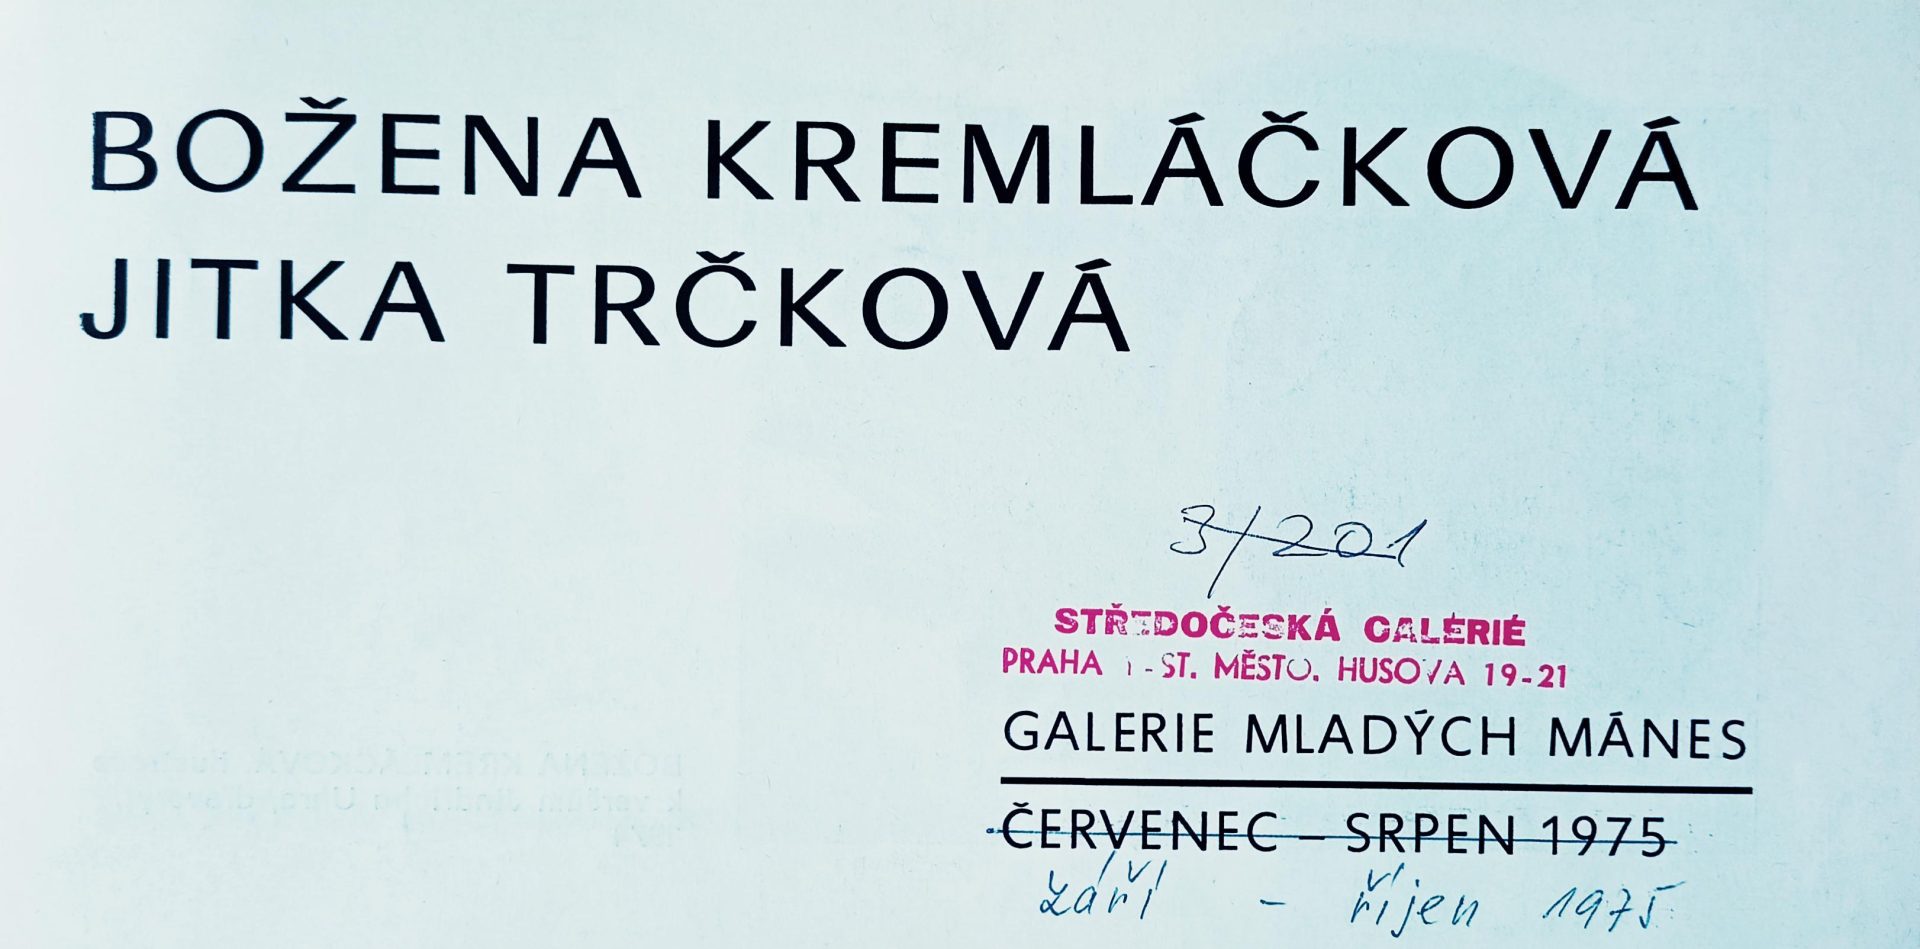 BOŽENA KREMLÁČKOVÁ
JITKA TRČKOVÁ
3/201
STŘEDOČESKÁ GALÉRIÉ
PRAHA 1 - ST. MĚSTO. HUSOVA 19-21
GALERIE MLADÝCH MÁNES
ČERVENEC – SRPEN 1975
září - říjen 1975